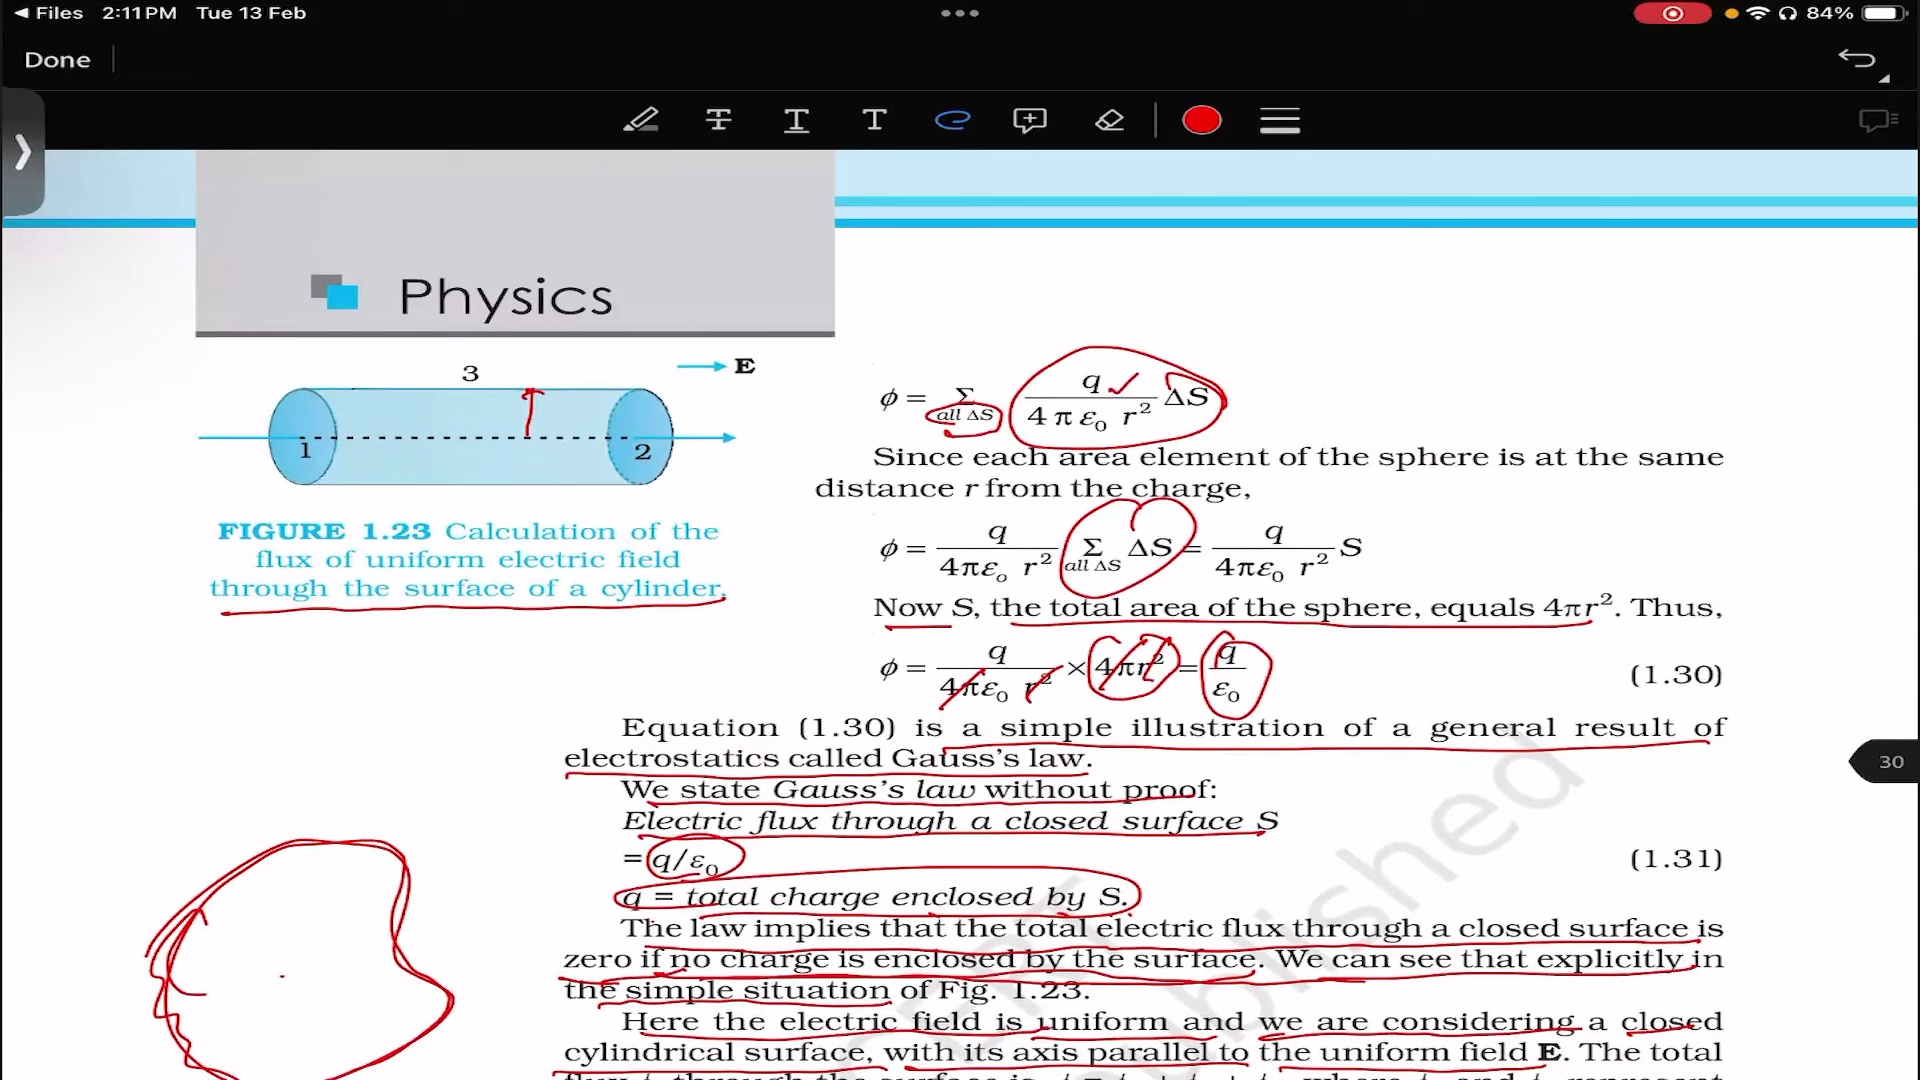 Files 2:11PM Tue 13 Feb
84%
Done
T T T
Physics
3
E
1
2
FIGURE 1.23 Calculation of the
flux of uniform electric field
through the surface of a cylinder.
ϕ = Σ all ΔS q / 4 π ε₀ r² ΔS
Since each area element of the sphere is at the same
distance r from the charge,
ϕ = q / 4πεₒ r² Σ all ΔS ΔS = q / 4πε₀ r² S
Now S, the total area of the sphere, equals 4πr². Thus,
ϕ = q / 4πε₀ r² × 4πr² = q / ε₀ (1.30)
Equation (1.30) is a simple illustration of a general result of
electrostatics called Gauss's law.
We state Gauss's law without proof:
Electric flux through a closed surface S
= q/ε₀ (1.31)
q = total charge enclosed by S.
The law implies that the total electric flux through a closed surface is
zero if no charge is enclosed by the surface. We can see that explicitly in
the simple situation of Fig. 1.23.
Here the electric field is uniform and we are considering a closed
cylindrical surface, with its axis parallel to the uniform field E. The total
30